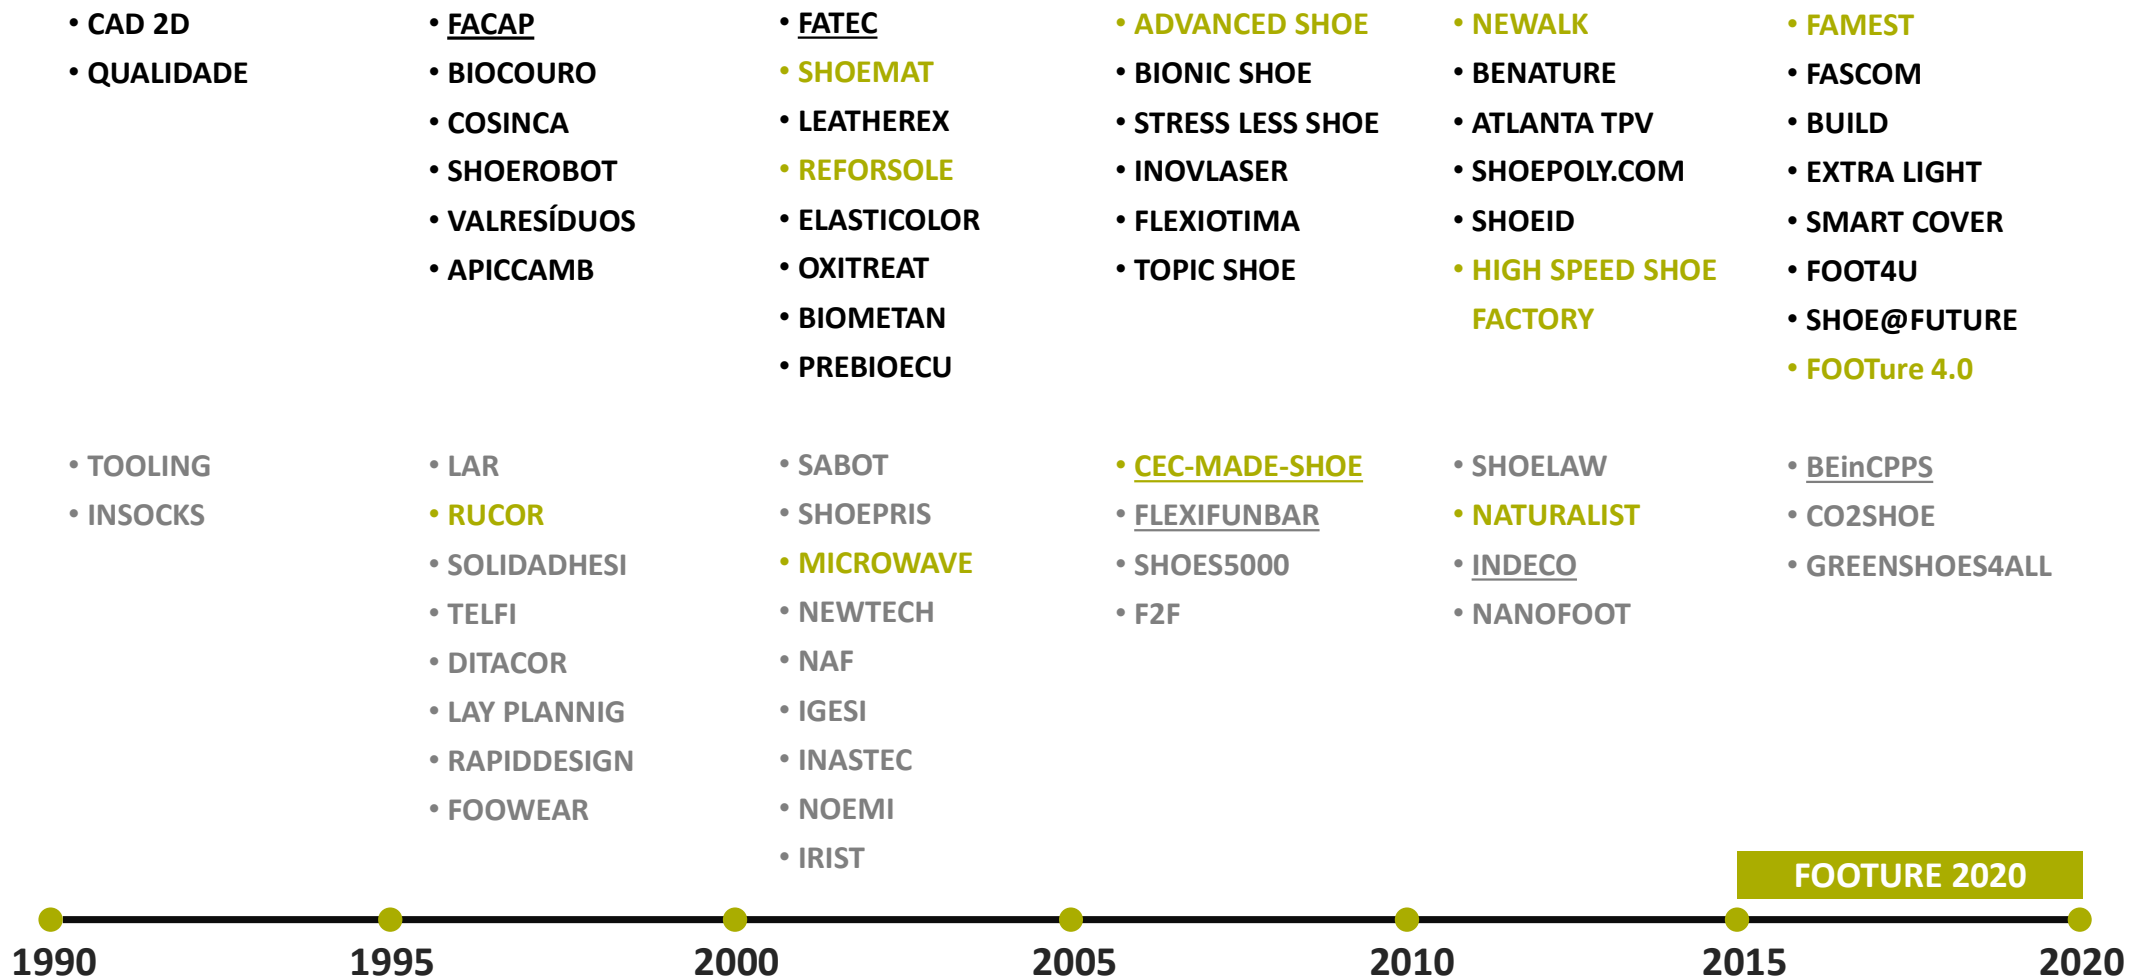 • CAD 2D
• QUALIDADE
• FACAP
• BIOCOURO
• COSINCA
• SHOEROBOT
• VALRESÍDUOS
• APICCAMB
• FATEC
• SHOEMAT
• LEATHEREX
• REFORSOLE
• ELASTICOLOR
• OXITREAT
• BIOMETAN
• PREBIOECU
• ADVANCED SHOE
• BIONIC SHOE
• STRESS LESS SHOE
• INOVLASER
• FLEXIOTIMA
• TOPIC SHOE
• NEWALK
• BENATURE
• ATLANTA TPV
• SHOEPOLY.COM
• SHOEID
• HIGH SPEED SHOE
FACTORY
• FAMEST
• FASCOM
• BUILD
• EXTRA LIGHT
• SMART COVER
• FOOT4U
• SHOE@FUTURE
• FOOTure 4.0
• TOOLING
• INSOCKS
• LAR
• RUCOR
• SOLIDADHESI
• TELFI
• DITACOR
• LAY PLANNIG
• RAPIDDESIGN
• FOOWEAR
• SABOT
• SHOEPRIS
• MICROWAVE
• NEWTECH
• NAF
• IGESI
• INASTEC
• NOEMI
• IRIST
• CEC-MADE-SHOE
• FLEXIFUNBAR
• SHOES5000
• F2F
• SHOELAW
• NATURALIST
• INDECO
• NANOFOOT
• BEinCPPS
• CO2SHOE
• GREENSHOES4ALL
FOOTURE 2020
1990 1995 2000 2005 2010 2015 2020